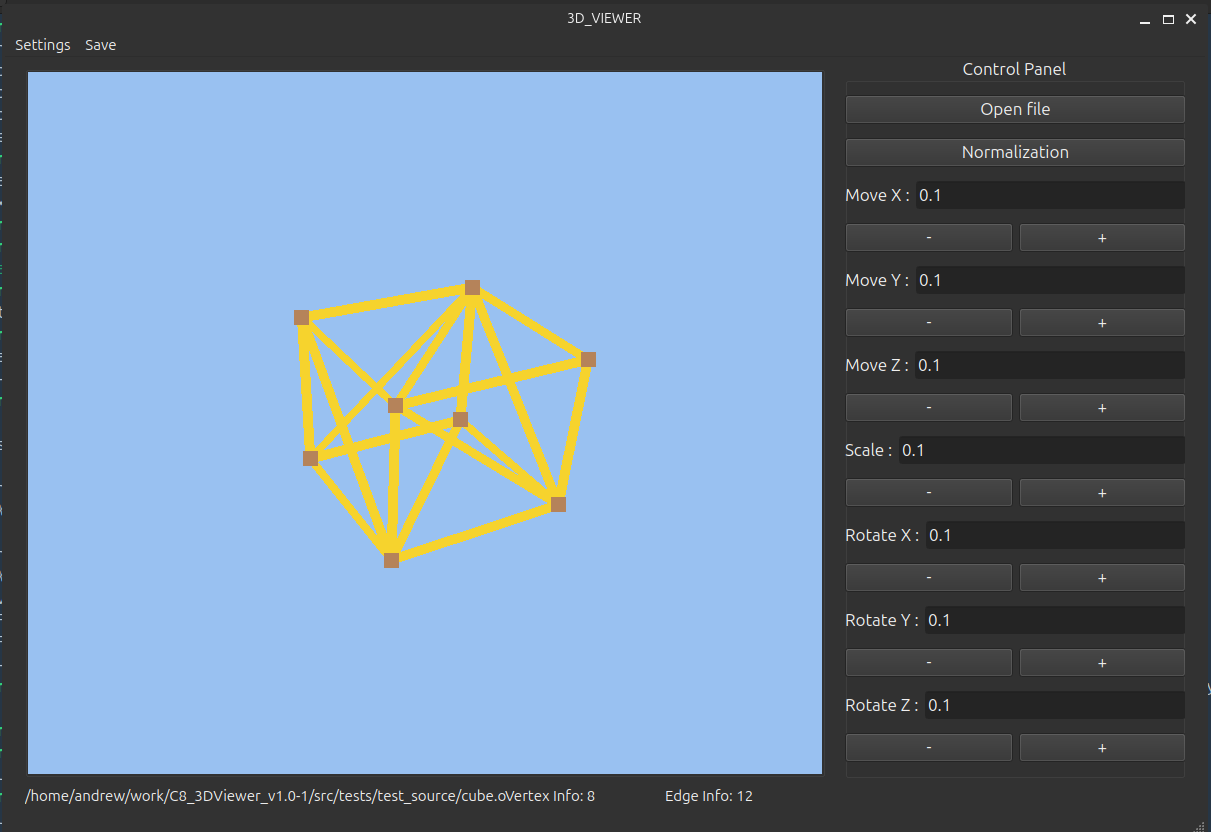 3D_VIEWER
Settings Save
Control Panel
Open file
Normalization
Move X : 0.1
- +
Move Y : 0.1
- +
Move Z : 0.1
- +
Scale : 0.1
- +
Rotate X : 0.1
- +
Rotate Y : 0.1
- +
Rotate Z : 0.1
- +
/home/andrew/work/C8_3DViewer_v1.0-1/src/tests/test_source/cube.oVertex Info: 8 Edge Info: 12